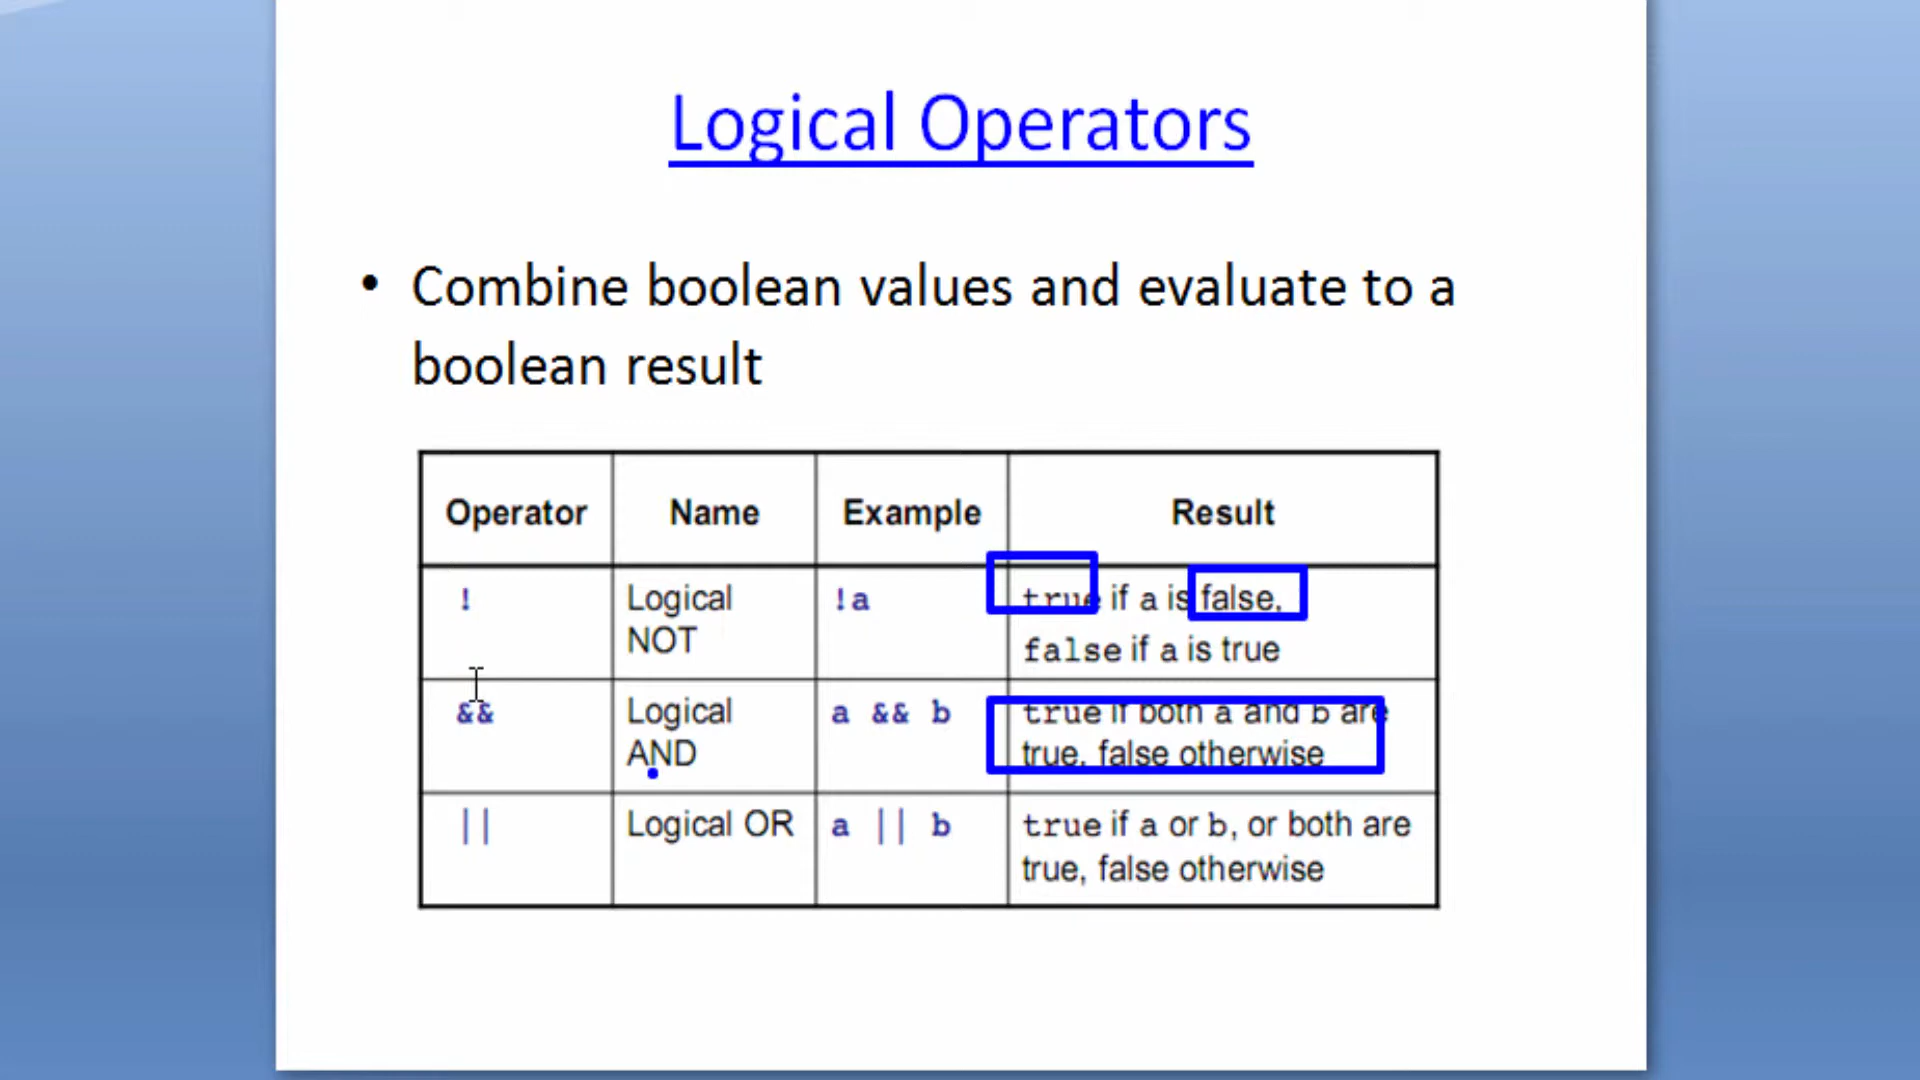 Logical Operators
• Combine boolean values and evaluate to a
boolean result
Operator Name Example Result
! Logical NOT !a true if a is false,
false if a is true
&& Logical AND a && b true if both a and b are
true, false otherwise
|| Logical OR a || b true if a or b, or both are
true, false otherwise